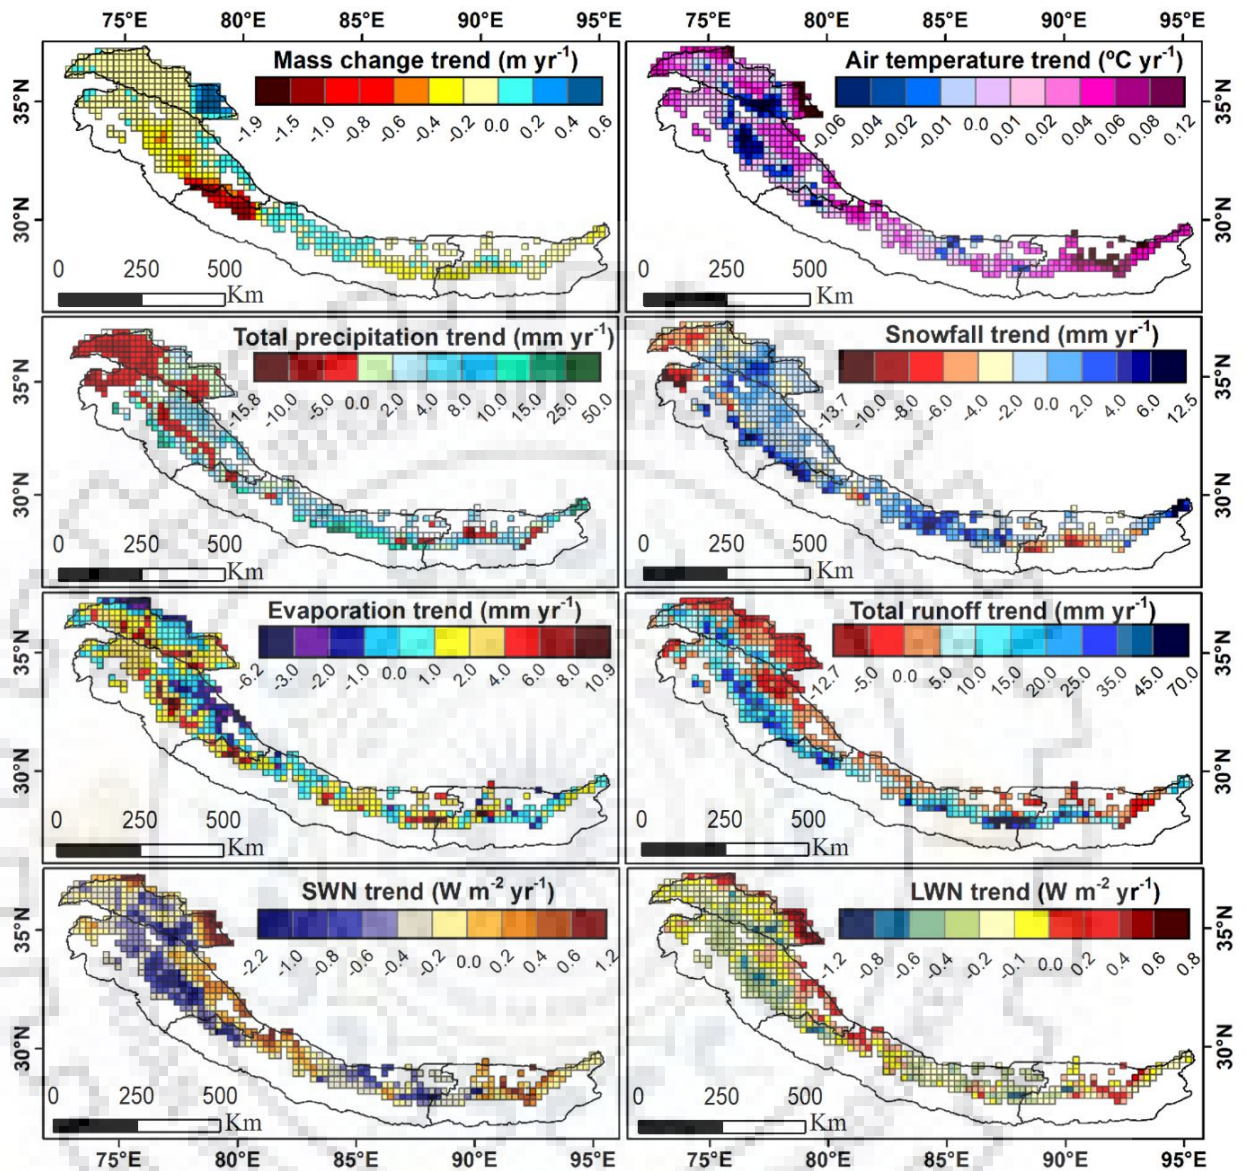 75°E 80°E 85°E 90°E 95°E 75°E 80°E 85°E 90°E 95°E
Mass change trend (m yr⁻¹)
-1.9 -1.5 -1.0 -0.8 -0.6 -0.4 -0.2 0.0 0.2 0.4 0.6
35°N
30°N
0 250 500 Km
Air temperature trend (ºC yr⁻¹)
-0.06 -0.04 -0.02 -0.01 0.0 0.01 0.02 0.04 0.06 0.08 0.12
35°N
30°N
0 250 500 Km
Total precipitation trend (mm yr⁻¹)
-15.8 -10.0 -5.0 0.0 2.0 4.0 8.0 10.0 15.0 25.0 50.0
35°N
30°N
0 250 500 Km
Snowfall trend (mm yr⁻¹)
-13.7 -10.0 -8.0 -6.0 -4.0 -2.0 0.0 2.0 4.0 6.0 12.5
35°N
30°N
0 250 500 Km
Evaporation trend (mm yr⁻¹)
-6.2 -3.0 -2.0 -1.0 0.0 1.0 2.0 4.0 6.0 8.0 10.9
35°N
30°N
0 250 500 Km
Total runoff trend (mm yr⁻¹)
-12.7 -5.0 0.0 5.0 10.0 15.0 20.0 25.0 35.0 45.0 70.0
35°N
30°N
0 250 500 Km
SWN trend (W m⁻² yr⁻¹)
-2.2 -1.0 -0.8 -0.6 -0.4 -0.2 0.0 0.2 0.4 0.6 1.2
35°N
30°N
0 250 500 Km
LWN trend (W m⁻² yr⁻¹)
-1.2 -0.8 -0.6 -0.4 -0.2 -0.1 0.0 0.2 0.4 0.6 0.8
35°N
30°N
0 250 500 Km
75°E 80°E 85°E 90°E 95°E 75°E 80°E 85°E 90°E 95°E